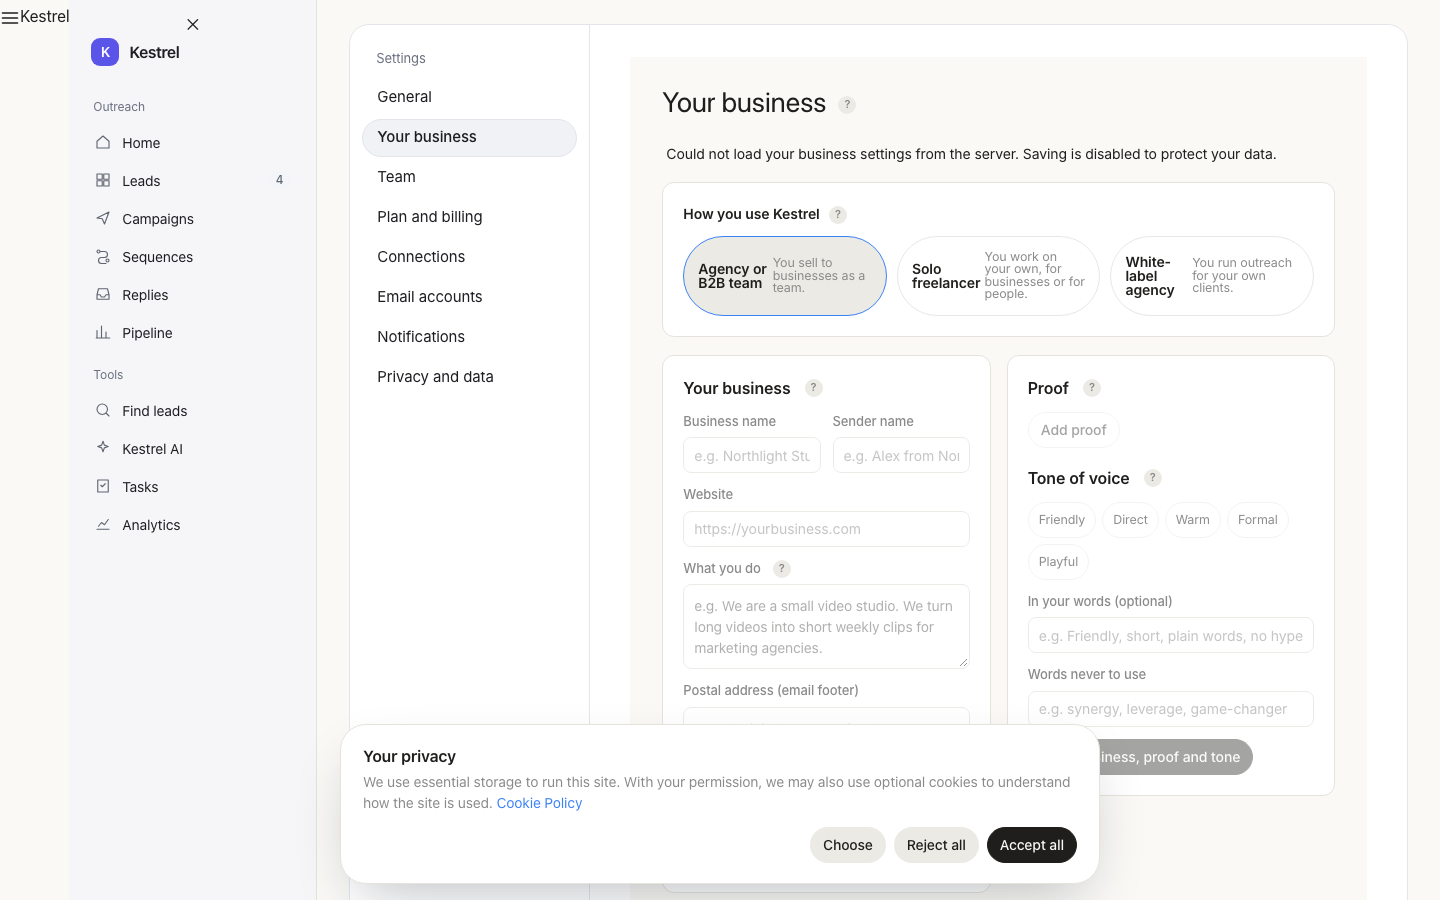 Kestrel
K
Kestrel
Outreach
Home
Leads 4
Campaigns
Sequences
Replies
Pipeline
Tools
Find leads
Kestrel AI
Tasks
Analytics
Settings
General
Your business
Team
Plan and billing
Connections
Email accounts
Notifications
Privacy and data
Your business ?
Could not load your business settings from the server. Saving is disabled to protect your data.
How you use Kestrel ?
Agency or
B2B team
You sell to
businesses as a
team.
Solo
freelancer
You work on
your own, for
businesses or for
people.
White-
label
agency
You run outreach
for your own
clients.
Your business ?
Business name
e.g. Northlight Stu
Sender name
e.g. Alex from Nor
Website
https://yourbusiness.com
What you do ?
e.g. We are a small video studio. We turn
long videos into short weekly clips for
marketing agencies.
Postal address (email footer)
Proof ?
Add proof
Tone of voice ?
Friendly
Direct
Warm
Formal
Playful
In your words (optional)
e.g. Friendly, short, plain words, no hype
Words never to use
e.g. synergy, leverage, game-changer
iness, proof and tone
Your privacy
We use essential storage to run this site. With your permission, we may also use optional cookies to understand
how the site is used. Cookie Policy
Choose
Reject all
Accept all